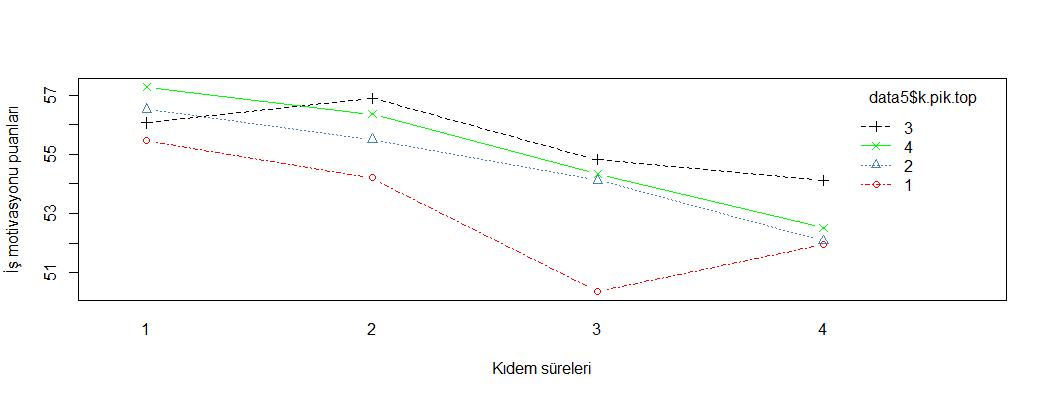 İş motivasyonu puanları
57
55
53
51
data5$k.pik.top
3
4
2
1
1 2 3 4
Kıdem süreleri